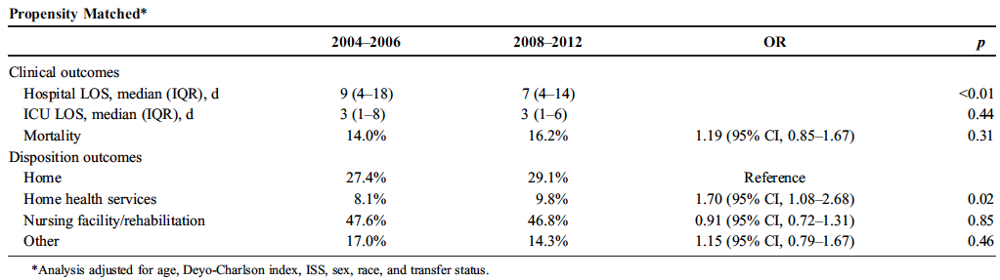 Propensity Matched*
2004–2006 2008–2012 OR p
Clinical outcomes
Hospital LOS, median (IQR), d 9 (4–18) 7 (4–14) <0.01
ICU LOS, median (IQR), d 3 (1–8) 3 (1–6) 0.44
Mortality 14.0% 16.2% 1.19 (95% CI, 0.85–1.67) 0.31
Disposition outcomes
Home 27.4% 29.1% Reference
Home health services 8.1% 9.8% 1.70 (95% CI, 1.08–2.68) 0.02
Nursing facility/rehabilitation 47.6% 46.8% 0.91 (95% CI, 0.72–1.31) 0.85
Other 17.0% 14.3% 1.15 (95% CI, 0.79–1.67) 0.46
*Analysis adjusted for age, Deyo-Charlson index, ISS, sex, race, and transfer status.